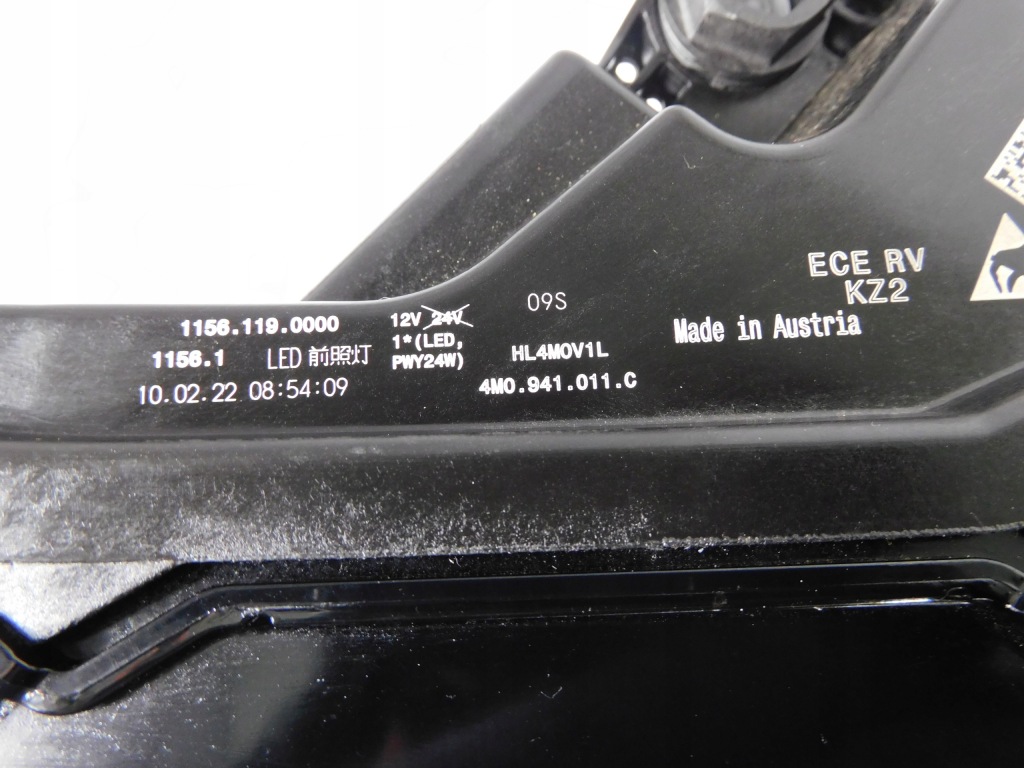 ECE RV
KZ2
Made in Austria
09S
HL4M0V1L
4M0.941.011.C
12V 24V
1*(LED,
PWY24W)
1156.119.0000
1156.1 LED 前照灯
10.02.22 08:54:09